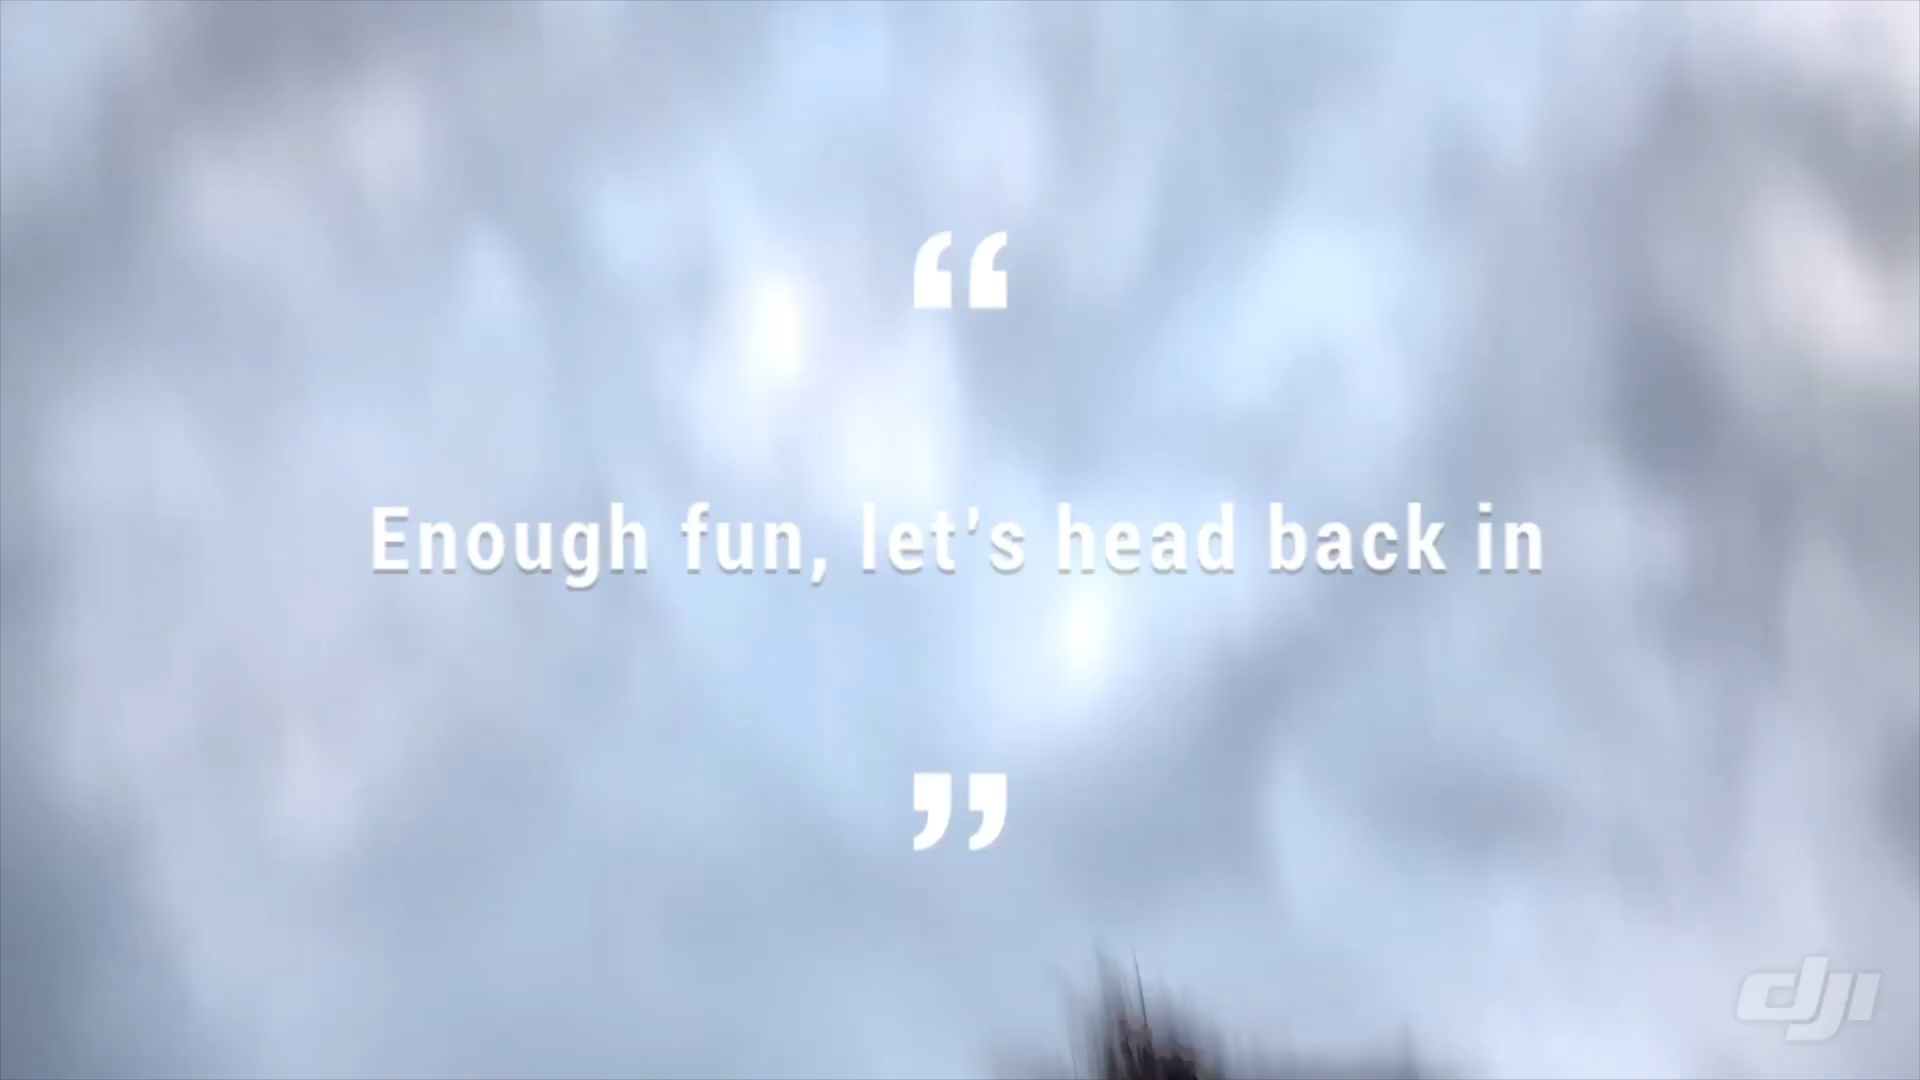 “
Enough fun, let's head back in
”
dji